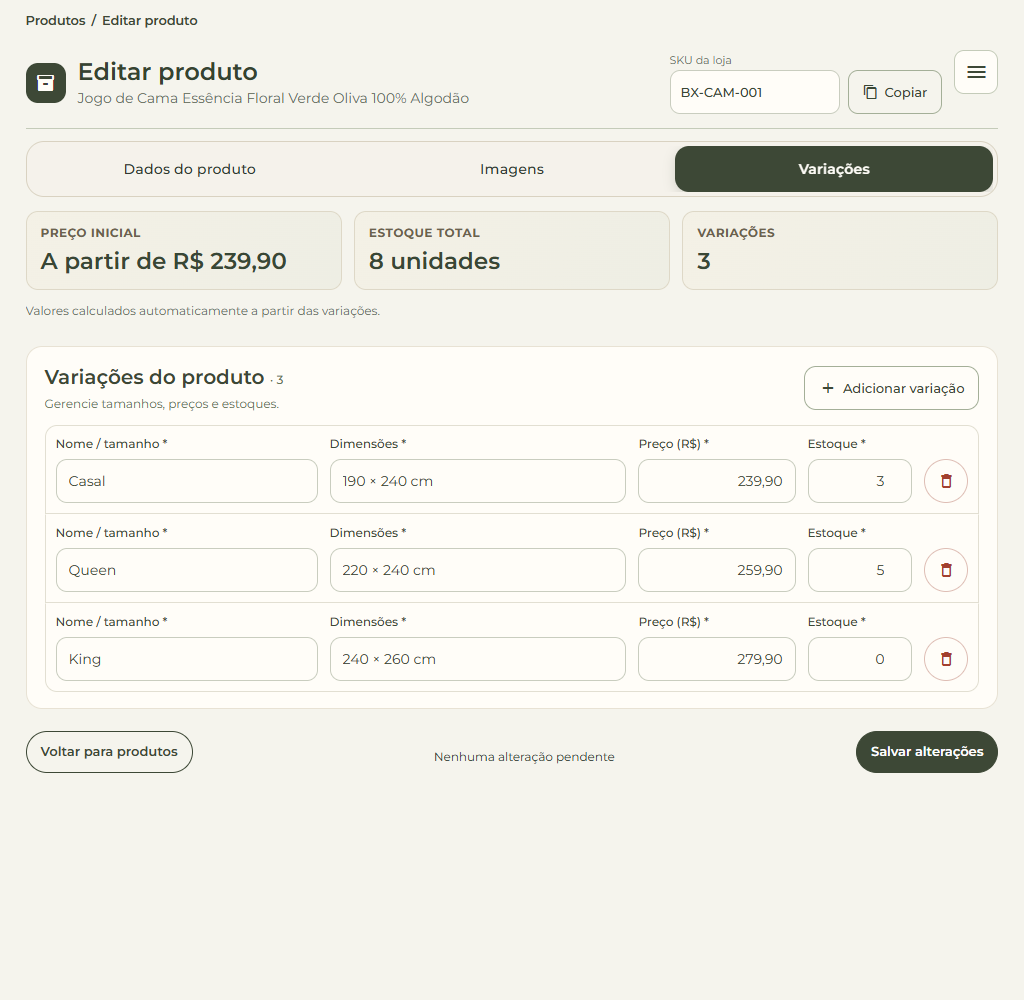 Produtos / Editar produto
Editar produto
Jogo de Cama Essência Floral Verde Oliva 100% Algodão
SKU da loja
BX-CAM-001
Copiar
Dados do produto
Imagens
Variações
PREÇO INICIAL
A partir de R$ 239,90
ESTOQUE TOTAL
8 unidades
VARIAÇÕES
3
Valores calculados automaticamente a partir das variações.
Variações do produto · 3
Gerencie tamanhos, preços e estoques.
+ Adicionar variação
Nome / tamanho * Dimensões * Preço (R$) * Estoque *
Casal 190 × 240 cm 239,90 3
Nome / tamanho * Dimensões * Preço (R$) * Estoque *
Queen 220 × 240 cm 259,90 5
Nome / tamanho * Dimensões * Preço (R$) * Estoque *
King 240 × 260 cm 279,90 0
Voltar para produtos
Nenhuma alteração pendente
Salvar alterações